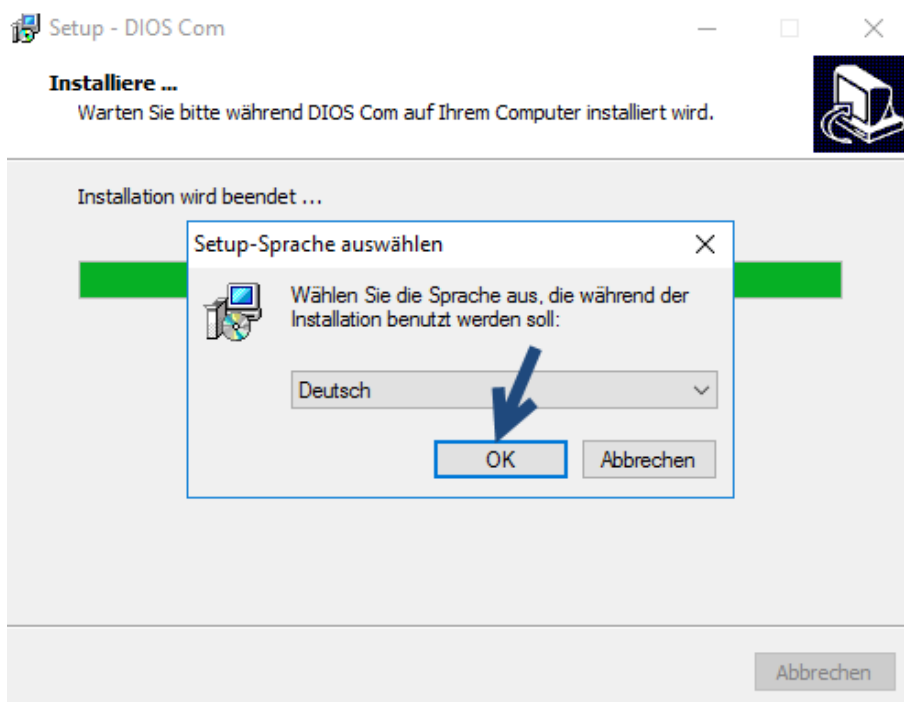 Setup - DIOS Com
Installiere ...
Warten Sie bitte während DIOS Com auf Ihrem Computer installiert wird.
Installation wird beendet ...
Setup-Sprache auswählen
Wählen Sie die Sprache aus, die während der
Installation benutzt werden soll:
Deutsch
OK
Abbrechen
Abbrechen